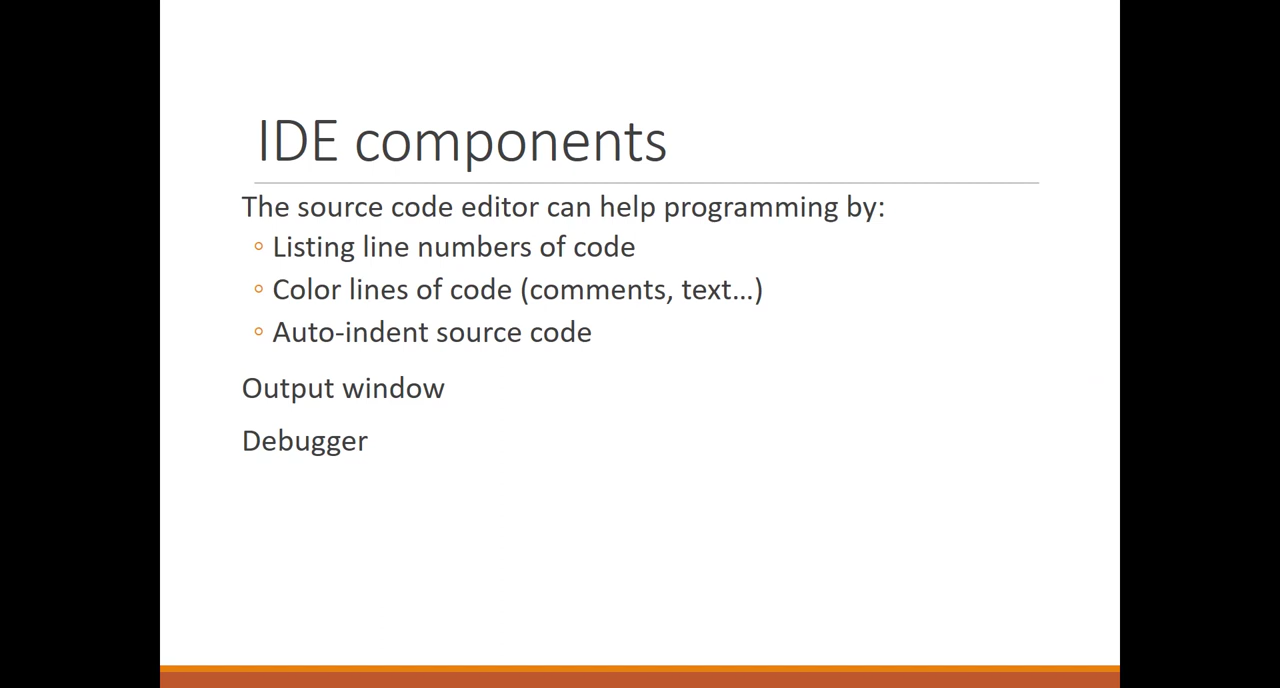 IDE components
The source code editor can help programming by:
◦ Listing line numbers of code
◦ Color lines of code (comments, text…)
◦ Auto-indent source code
Output window
Debugger